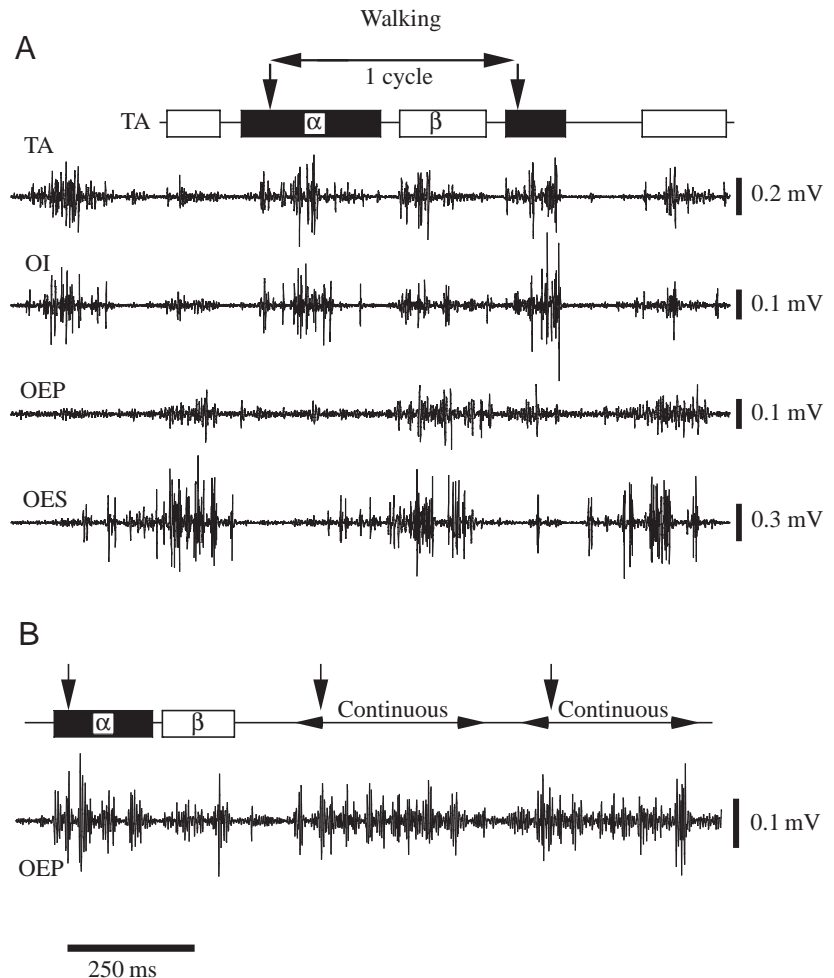 Walking
A
1 cycle
TA α β
TA
0.2 mV
OI
0.1 mV
OEP
0.1 mV
OES
0.3 mV
B
α β Continuous Continuous
0.1 mV
OEP
250 ms